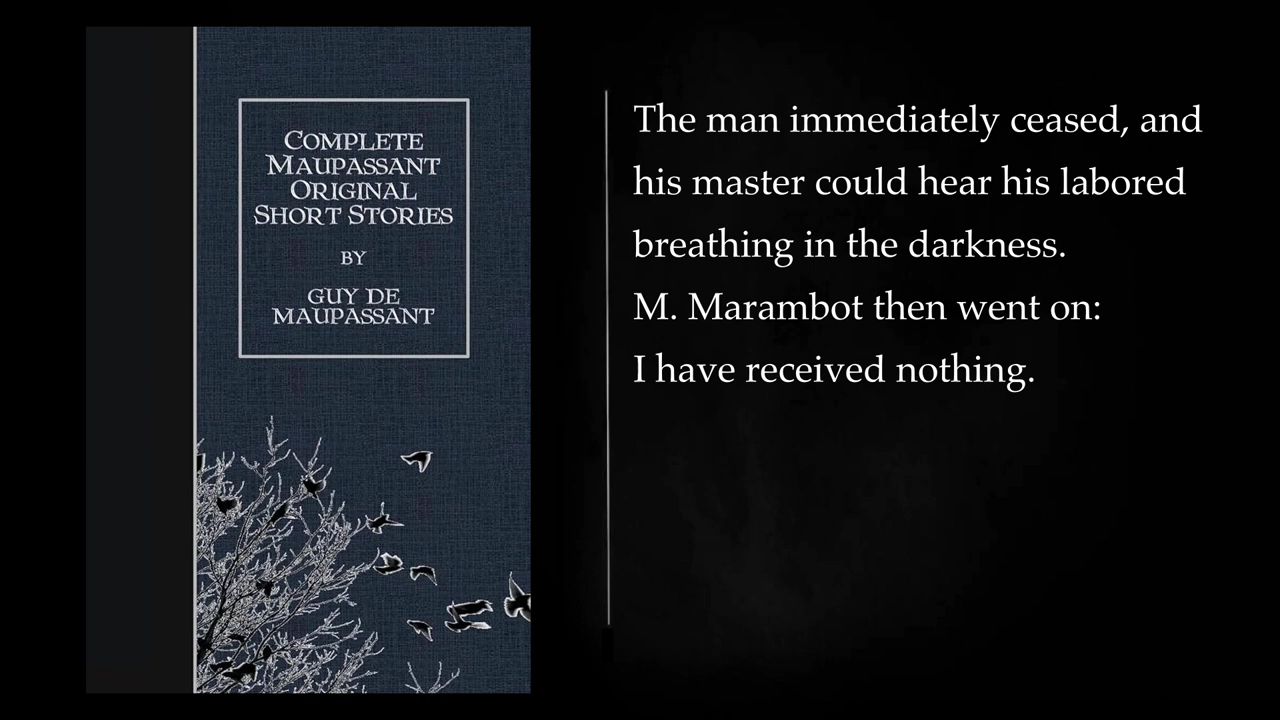 COMPLETE
MAUPASSANT
ORIGINAL
SHORT STORIES
BY
GUY DE
MAUPASSANT
The man immediately ceased, and
his master could hear his labored
breathing in the darkness.
M. Marambot then went on:
I have received nothing.